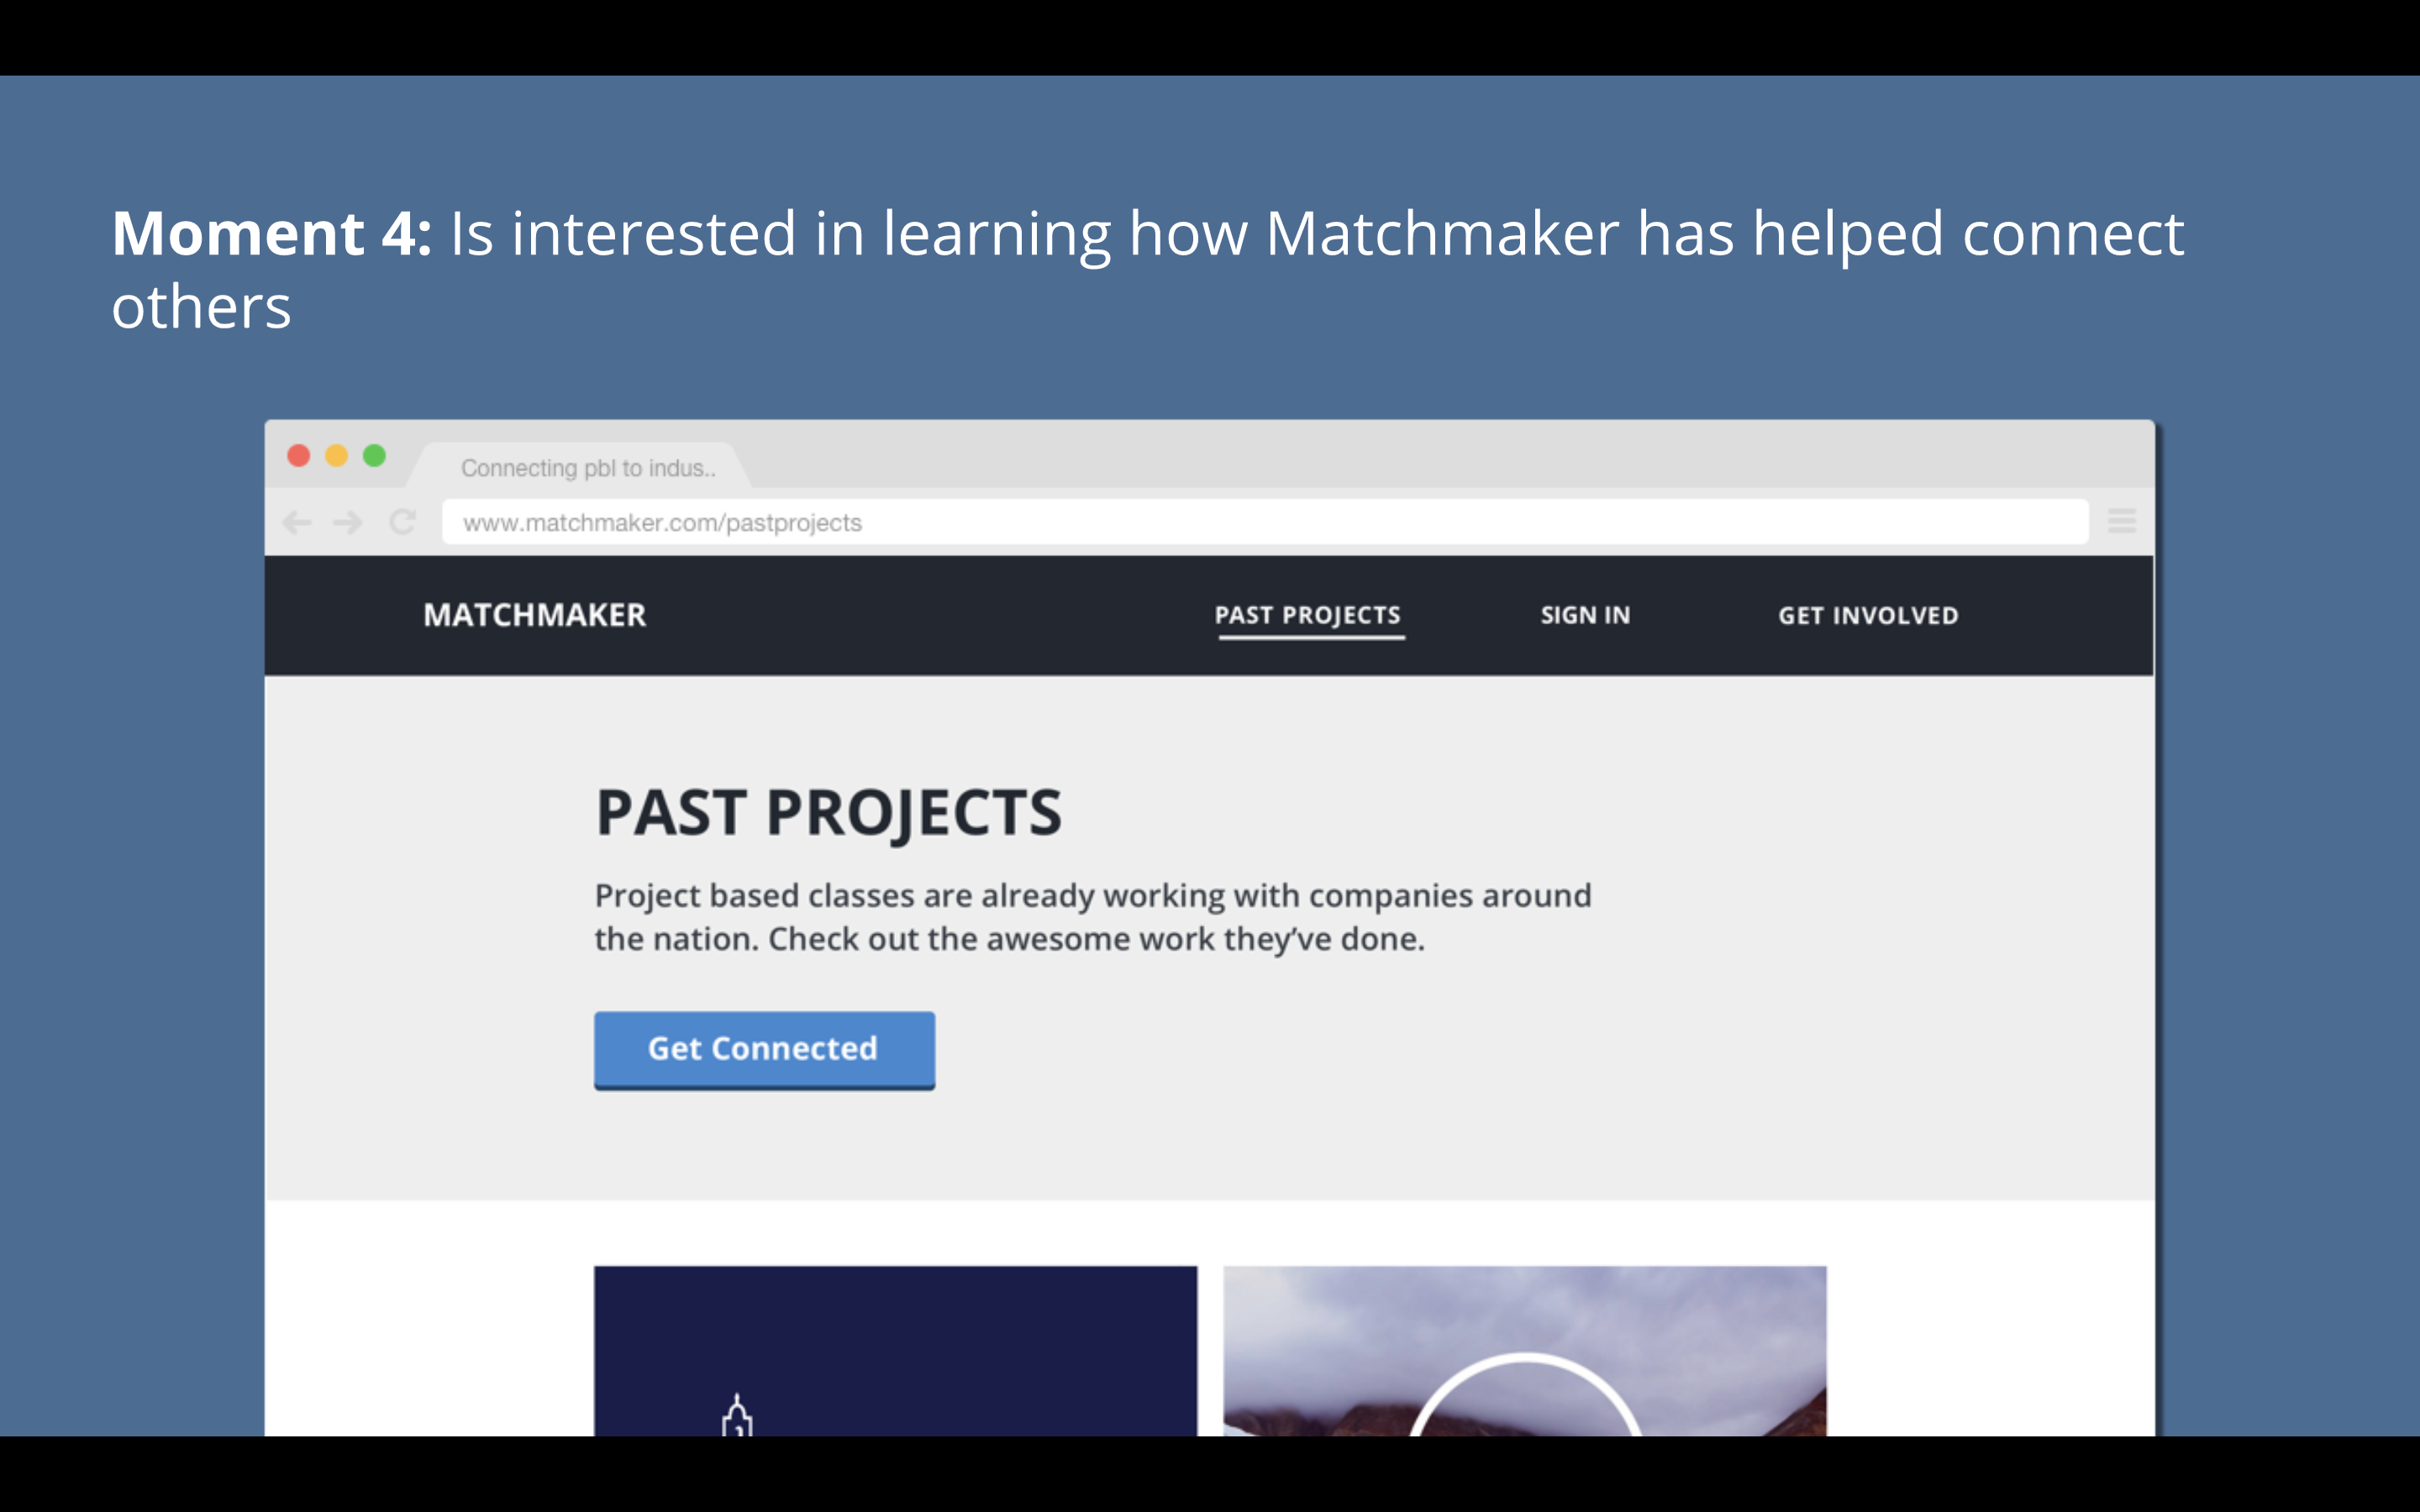 Moment 4: Is interested in learning how Matchmaker has helped connect
others
Connecting pbl to indus..
www.matchmaker.com/pastprojects
MATCHMAKER PAST PROJECTS SIGN IN GET INVOLVED
PAST PROJECTS
Project based classes are already working with companies around
the nation. Check out the awesome work they’ve done.
Get Connected